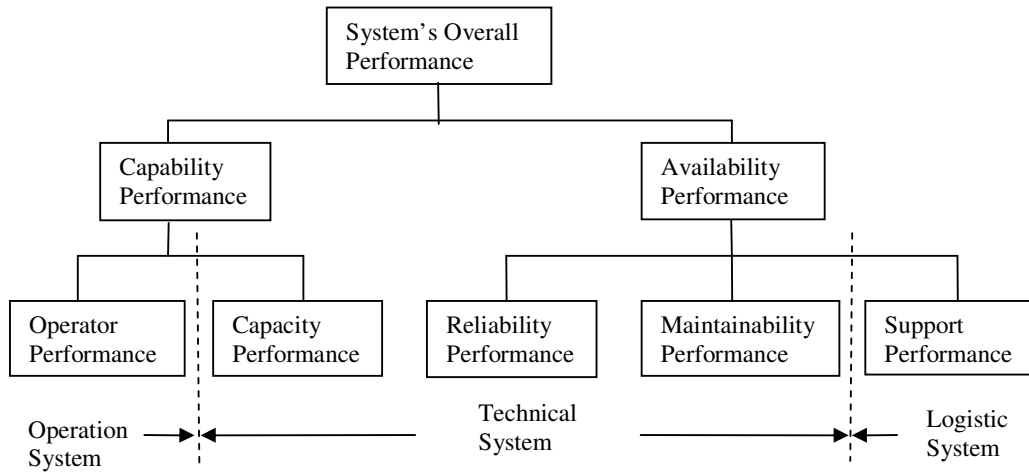 System's Overall
Performance
Capability
Performance
Availability
Performance
Operator
Performance
Capacity
Performance
Reliability
Performance
Maintainability
Performance
Support
Performance
Operation
System
Technical
System
Logistic
System